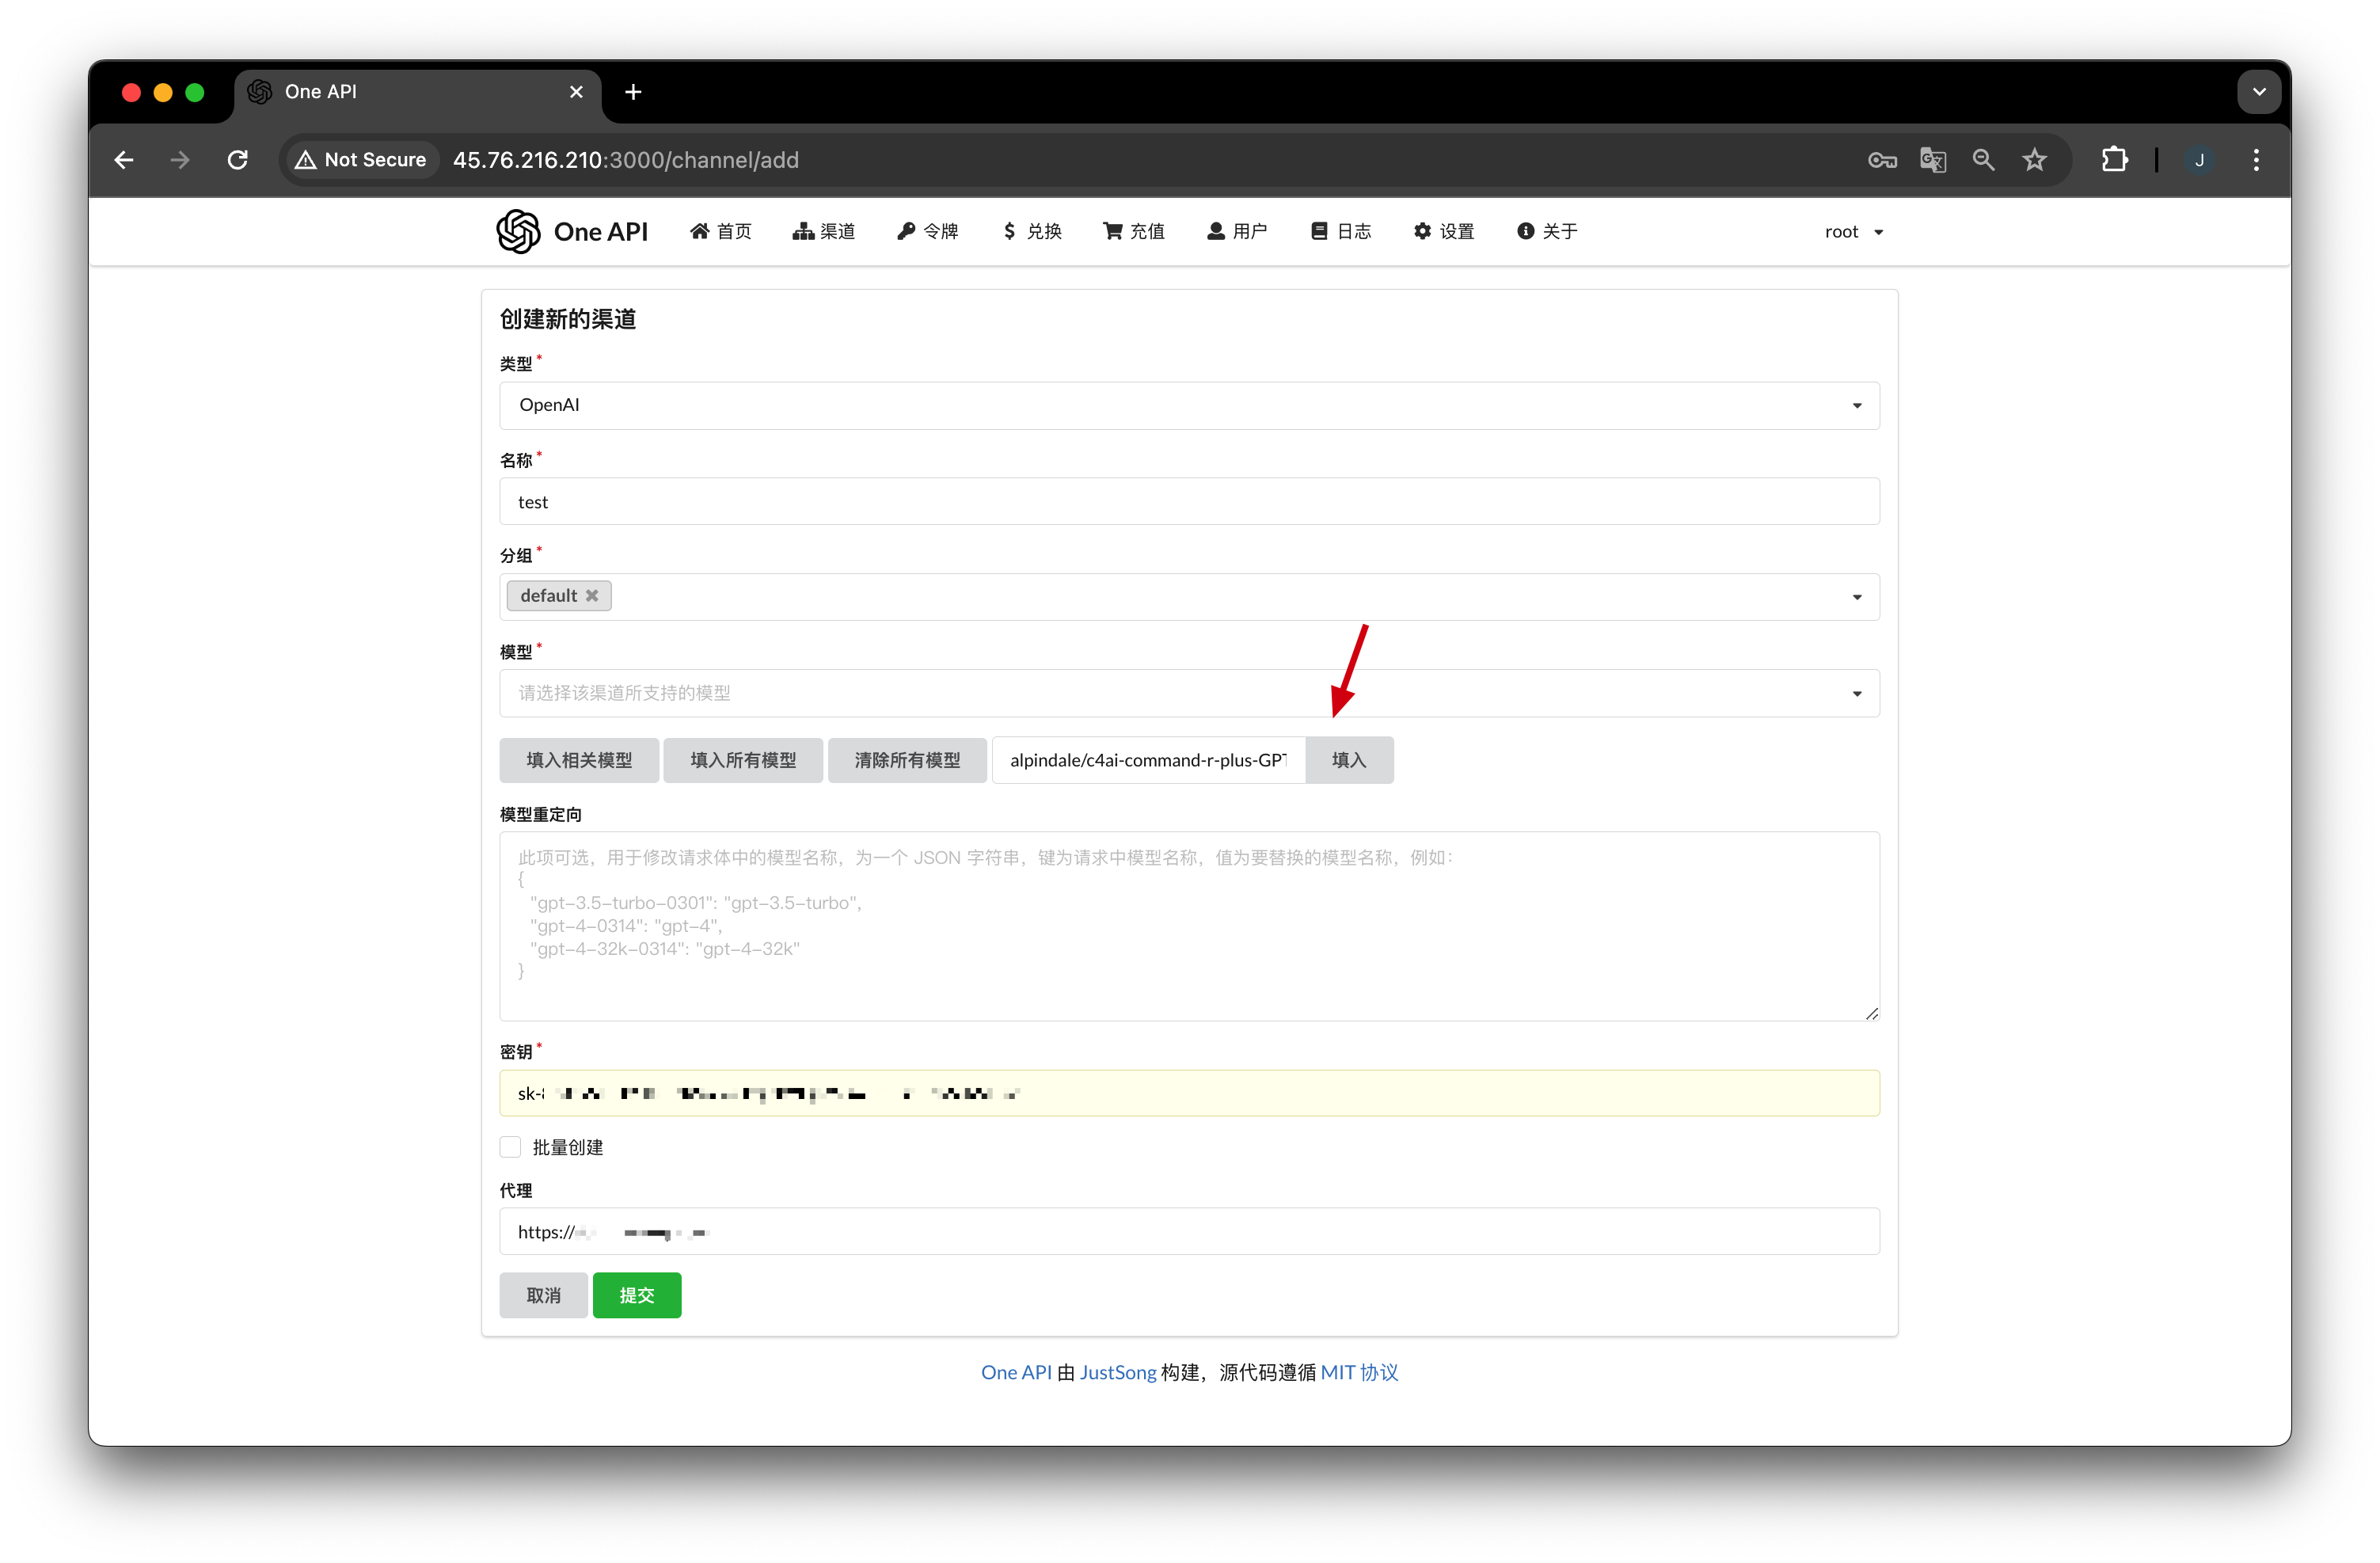 One API
Not Secure 45.76.216.210:3000/channel/add
J
One API 首页 渠道 令牌 兑换 充值 用户 日志 设置 关于 root
创建新的渠道
类型*
OpenAI
名称*
test
分组*
default
模型*
请选择该渠道所支持的模型
填入相关模型 填入所有模型 清除所有模型 alpindale/c4ai-command-r-plus-GPT 填入
模型重定向
此项可选，用于修改请求体中的模型名称，为一个 JSON 字符串，键为请求中模型名称，值为要替换的模型名称，例如：
{
"gpt-3.5-turbo-0301": "gpt-3.5-turbo",
"gpt-4-0314": "gpt-4",
"gpt-4-32k-0314": "gpt-4-32k"
}
密钥*
sk-
批量创建
代理
https://
取消 提交
One API 由 JustSong 构建，源代码遵循 MIT 协议